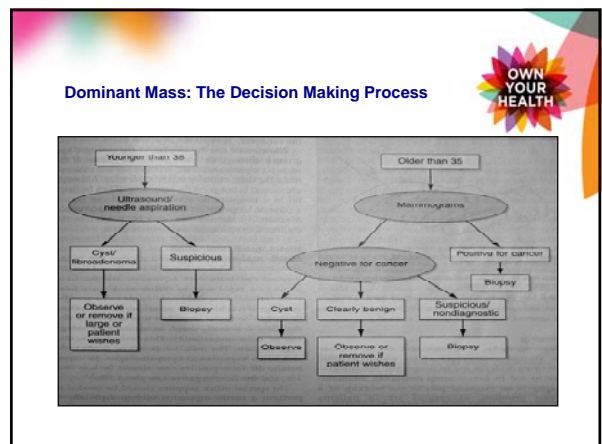 Dominant Mass: The Decision Making Process
OWN
YOUR
HEALTH
Younger than 35
Ultrasound/
needle aspiration
Cyst/
fibroadenoma
Suspicious
Observe
or remove if
large or
patient
wishes
Biopsy
Older than 35
Mammograms
Negative for cancer
Positive for cancer
Biopsy
Cyst
Clearly benign
Suspicious/
nondiagnostic
Observe
Observe or
remove if
patient wishes
Biopsy